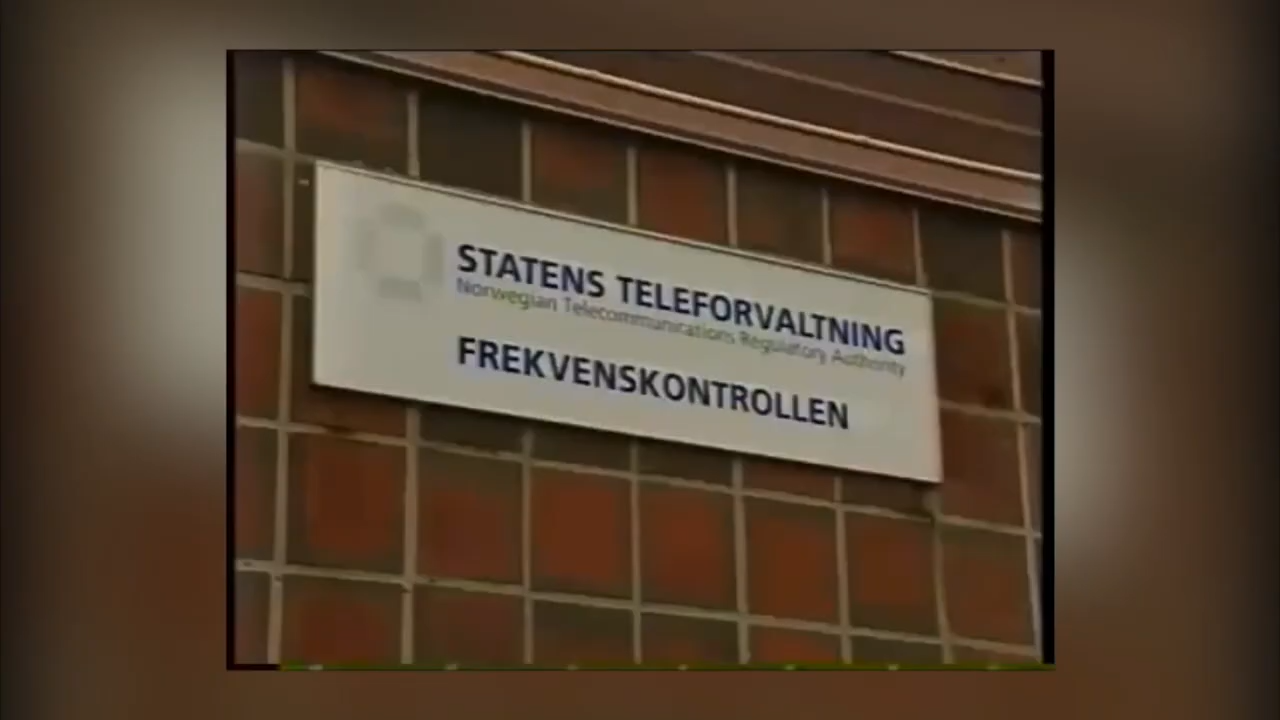 STATENS TELEFORVALTNING
Norwegian Telecommunications Regulatory Authority
FREKVENSKONTROLLEN